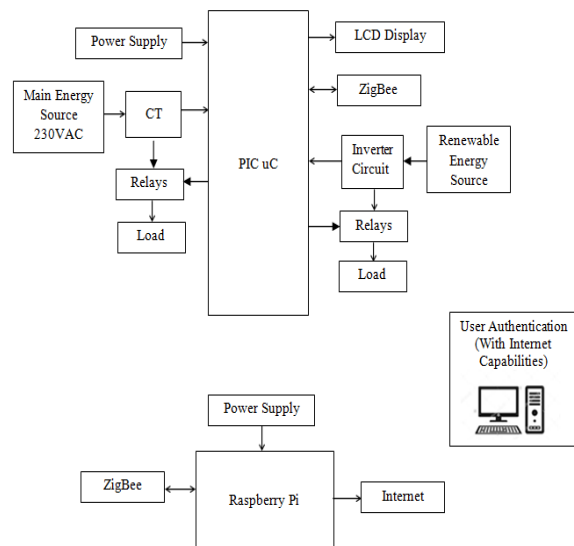 Power Supply
LCD Display
Main Energy
Source
230VAC
CT
ZigBee
PIC uC
Inverter
Circuit
Renewable
Energy
Source
Relays
Relays
Load
Load
User Authentication
(With Internet
Capabilities)
Power Supply
ZigBee
Raspberry Pi
Internet